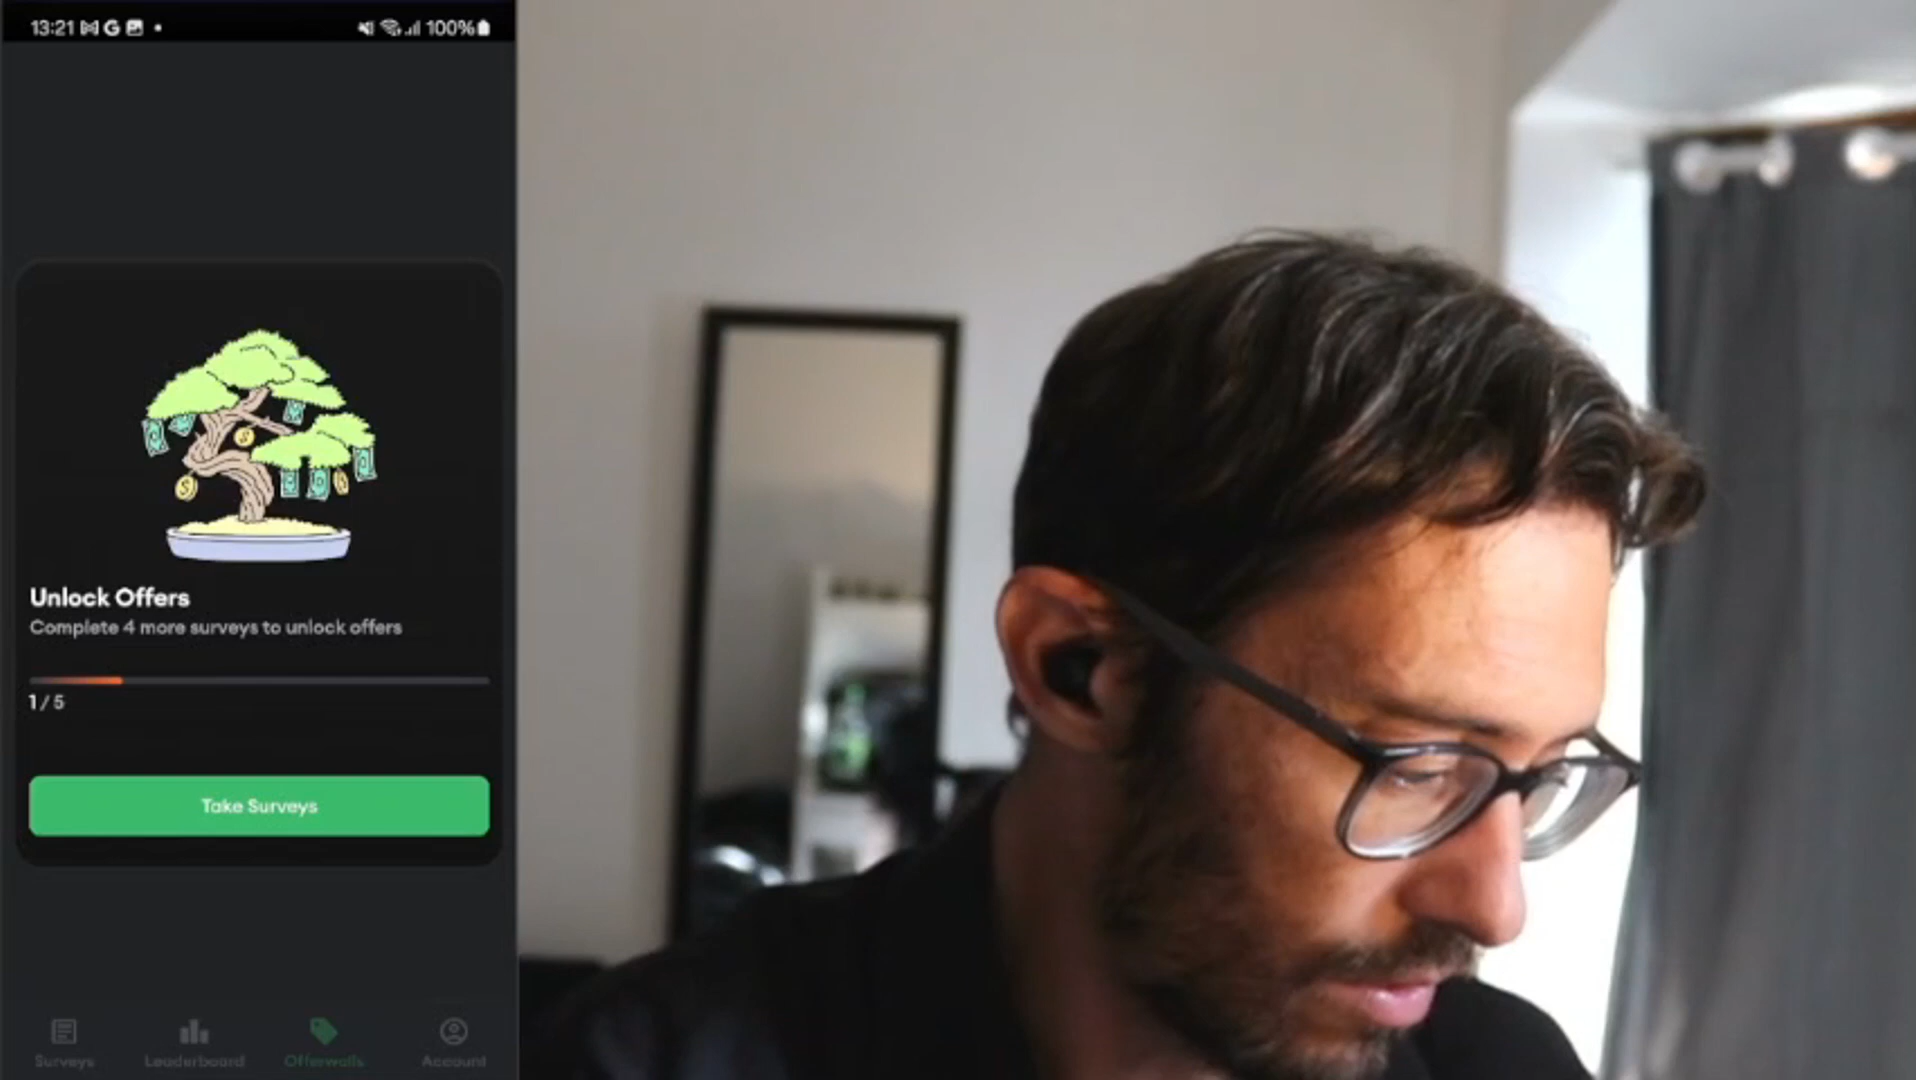 13:21 100%
Unlock Offers
Complete 4 more surveys to unlock offers
1 / 5
Take Surveys
Surveys Leaderboard Offerwalls Account